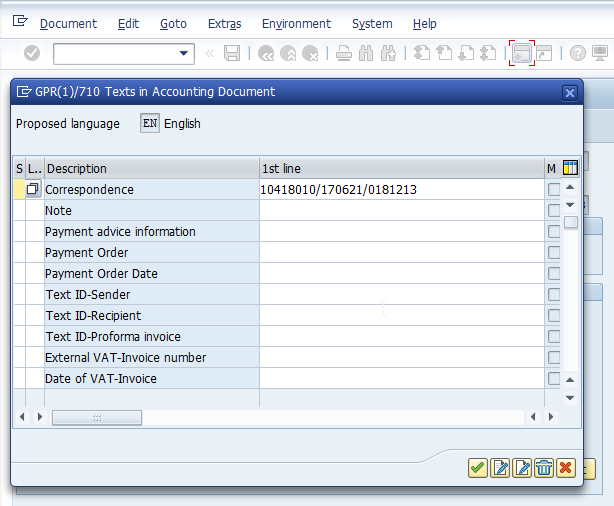 Document Edit Goto Extras Environment System Help
GPR(1)/710 Texts in Accounting Document
Proposed language EN English
S L.. Description 1st line M
Correspondence 10418010/170621/0181213
Note
Payment advice information
Payment Order
Payment Order Date
Text ID-Sender
Text ID-Recipient
Text ID-Proforma invoice
External VAT-Invoice number
Date of VAT-Invoice